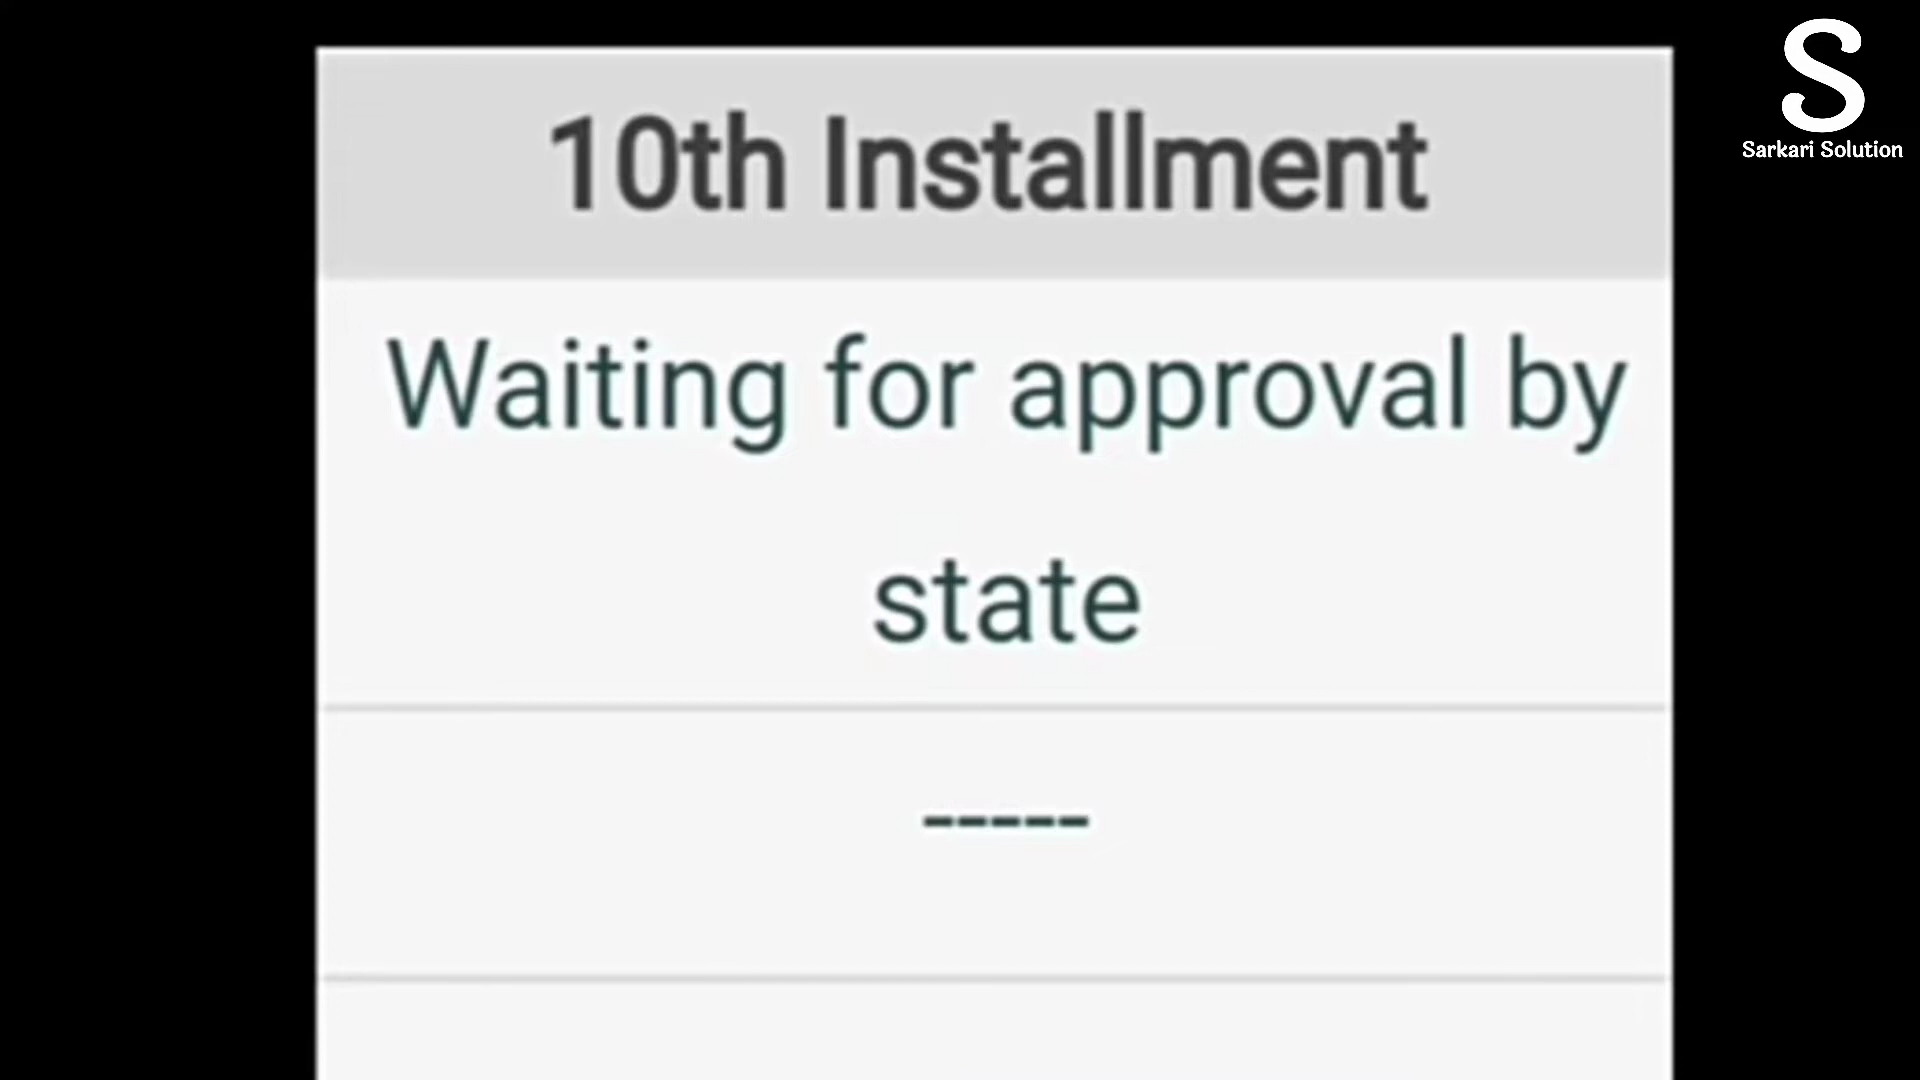 S
Sarkari Solution
10th Installment
Waiting for approval by
state
-----